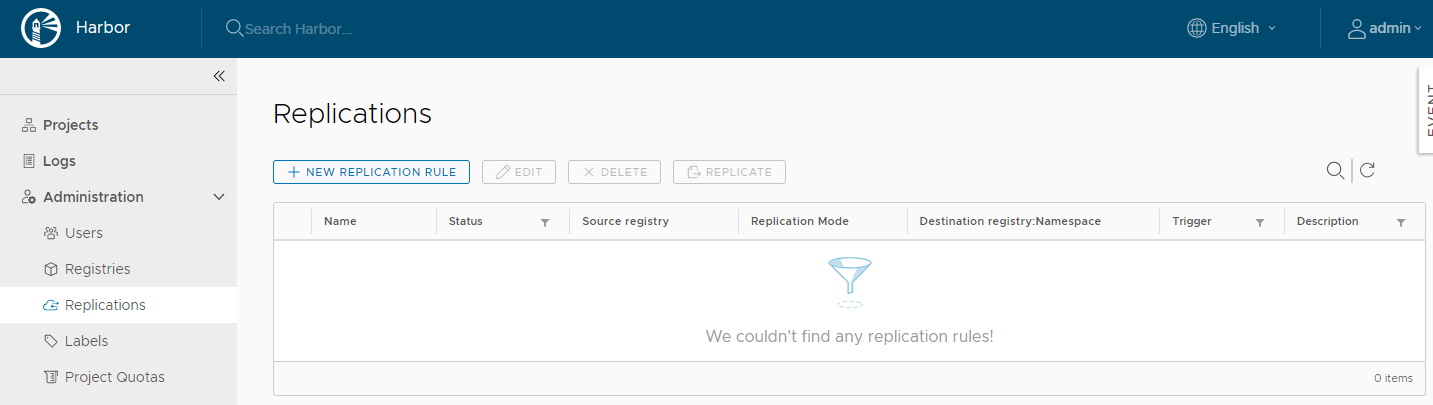 Harbor
Search Harbor...
English
admin
EVENT
Projects
Logs
Administration
Users
Registries
Replications
Labels
Project Quotas
Replications
NEW REPLICATION RULE EDIT DELETE REPLICATE
Name Status Source registry Replication Mode Destination registry:Namespace Trigger Description
We couldn't find any replication rules!
0 items